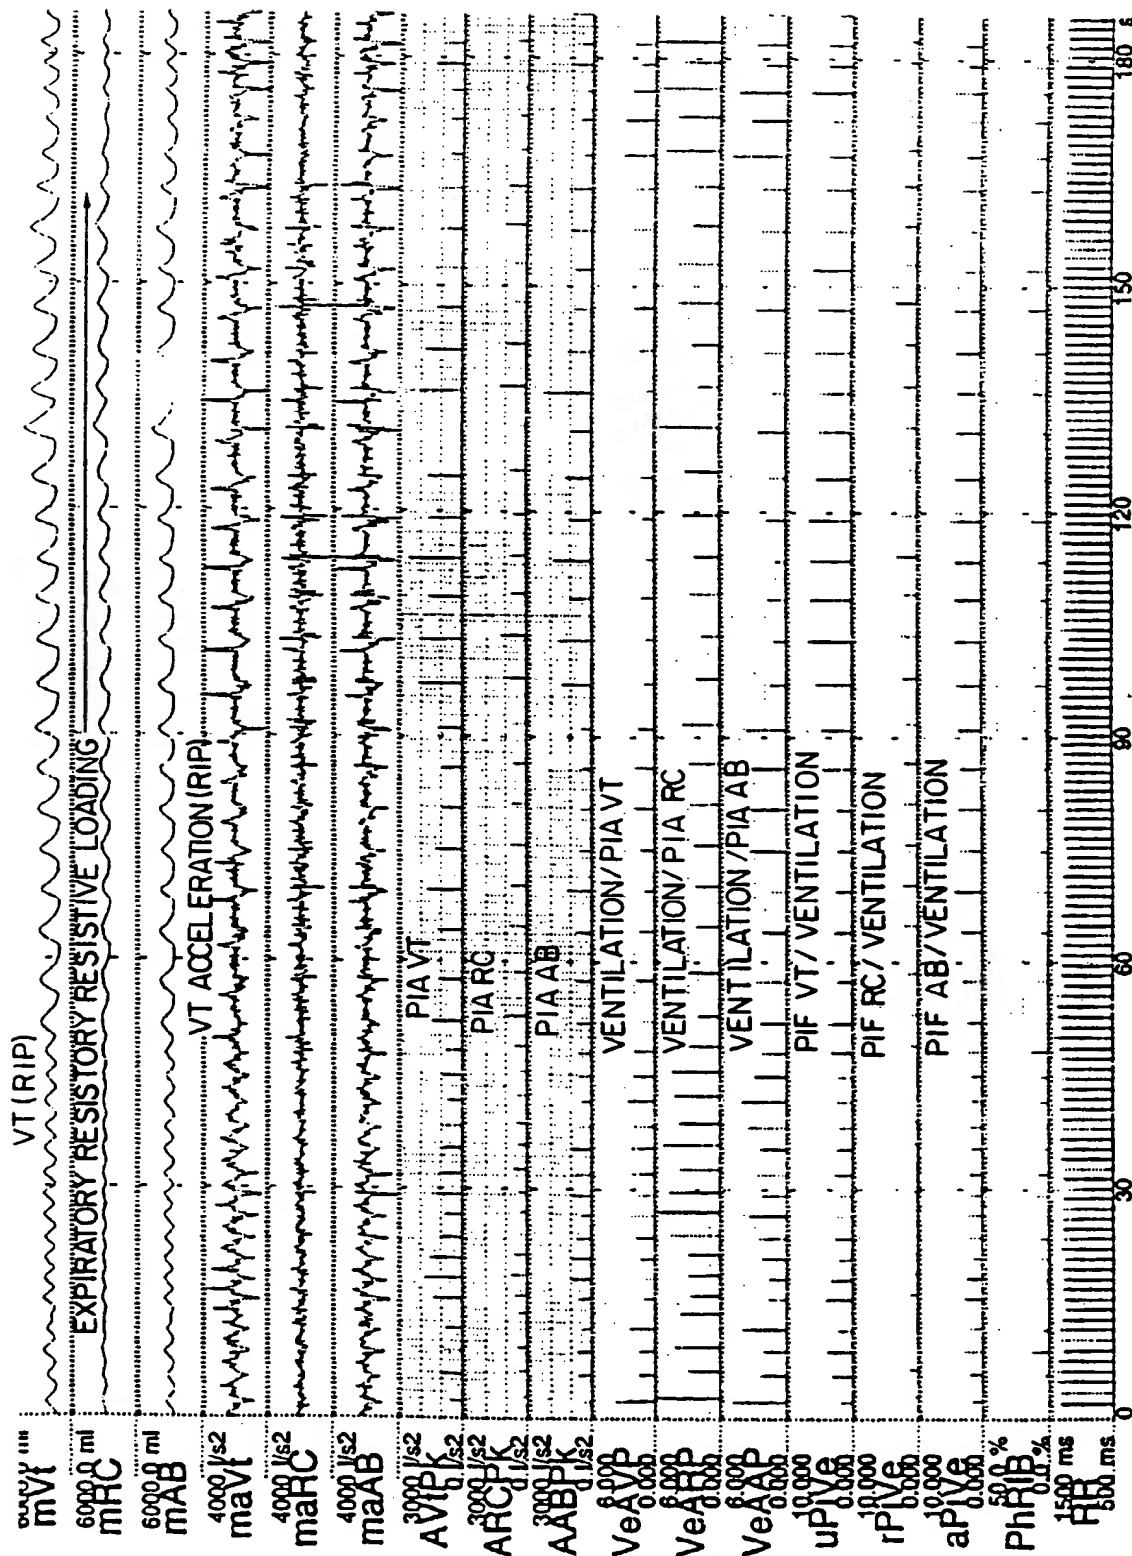 VT (RIP)
EXPIRATORY RESISTORY RESISTIVE LOADING
VT ACCELERATION (RIP)
PIA VT
PIA RC
PIA AB
VENTILATION/PIA VT
VENTILATION/PIA RC
VENTILATION/PIA AB
PIF VT/VENTILATION
PIF RC/VENTILATION
PIF AB/VENTILATION
mVt
6000.0 ml
mRC
6000.0 ml
mAB
4000 l/s2
maVt
4000 l/s2
maRC
4000 l/s2
maAB
3000 l/s2
AVtPK
0 l/s2
3000 l/s2
ARCPK
0 l/s2
3000 l/s2
AABPK
0 l/s2
6.000
VeAVP
0.000
6.000
VeARP
0.000
6.000
VeAAP
0.000
10.000
uPIVe
0.000
10.000
rPIVe
0.000
10.000
aPIVe
0.000
50.0 %
PhRIB
0.0 %
1500 ms
RR
500 ms
0 30 60 90 120 150 180 s